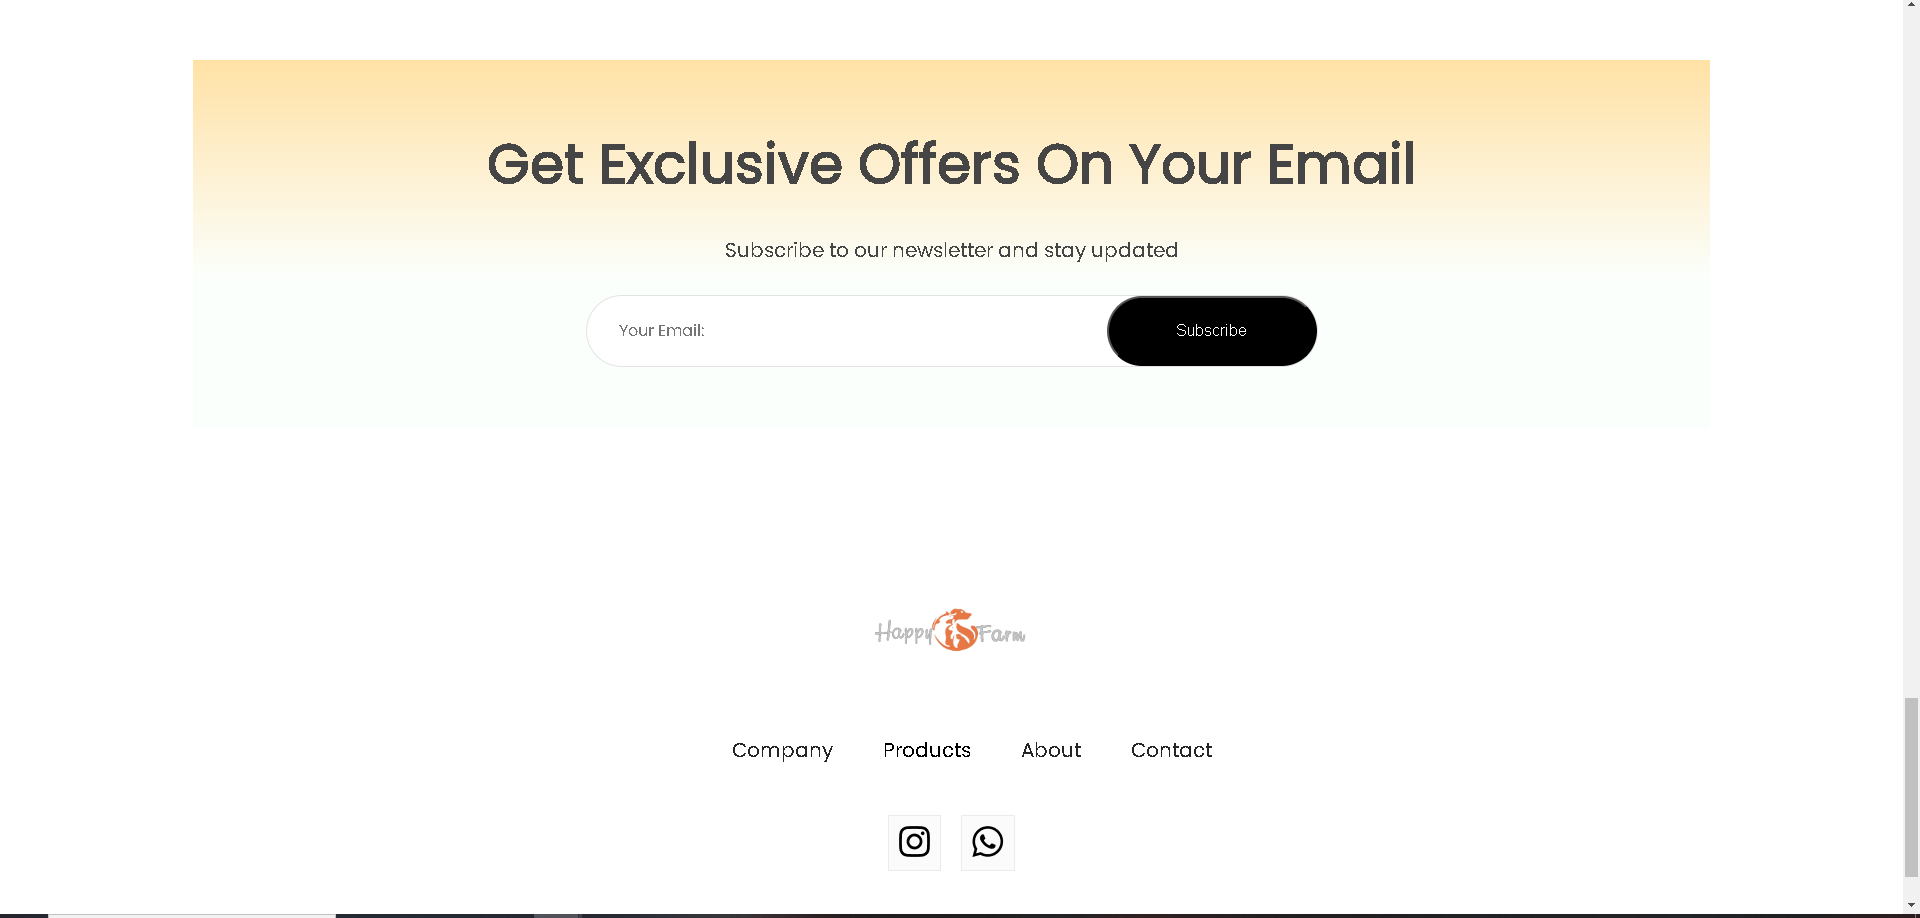 Get Exclusive Offers On Your Email
Subscribe to our newsletter and stay updated
Your Email:
Subscribe
Happy Farm
Company
Products
About
Contact